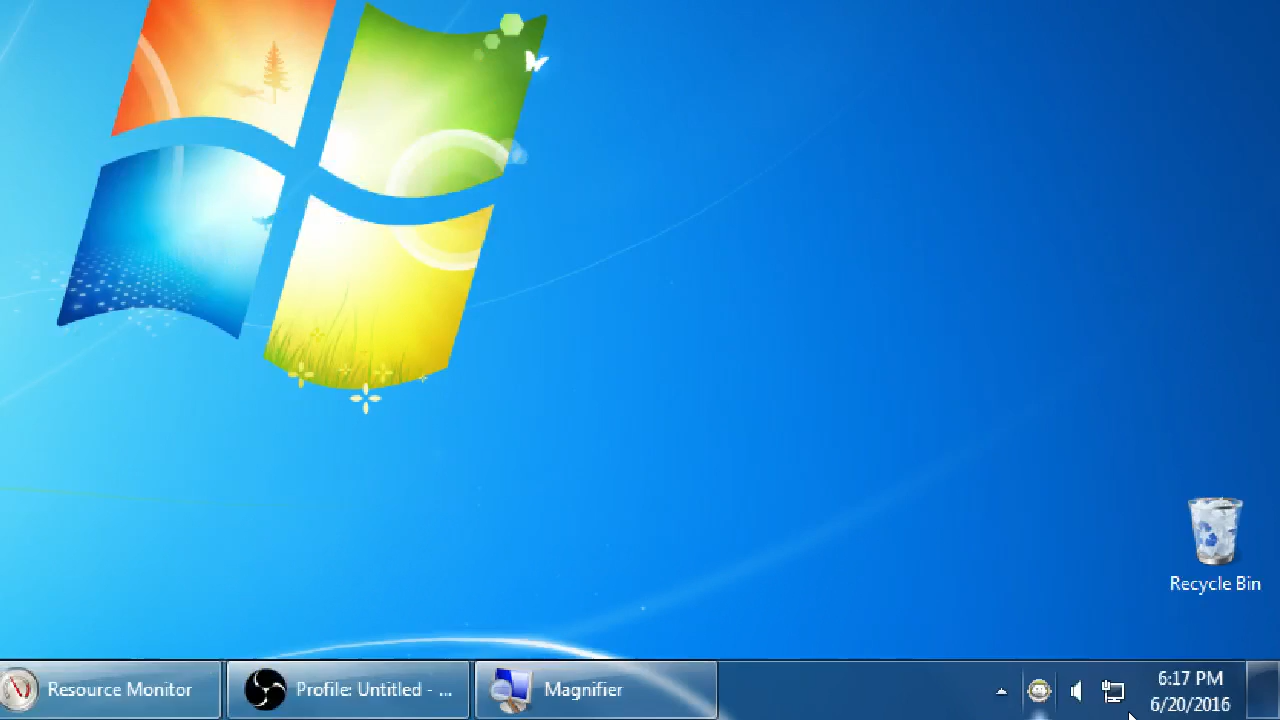 Recycle Bin
Resource Monitor
Profile: Untitled - ...
Magnifier
6:17 PM
6/20/2016